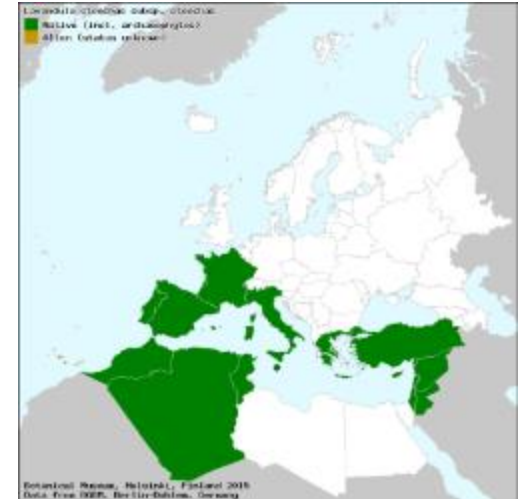 Lavandula stoechas subsp. stoechas
Native (incl. archaeophytes)
Alien (status unknown)
Botanical Museum, Helsinki, Finland 2015
Data from BGBM, Berlin-Dahlem, Germany